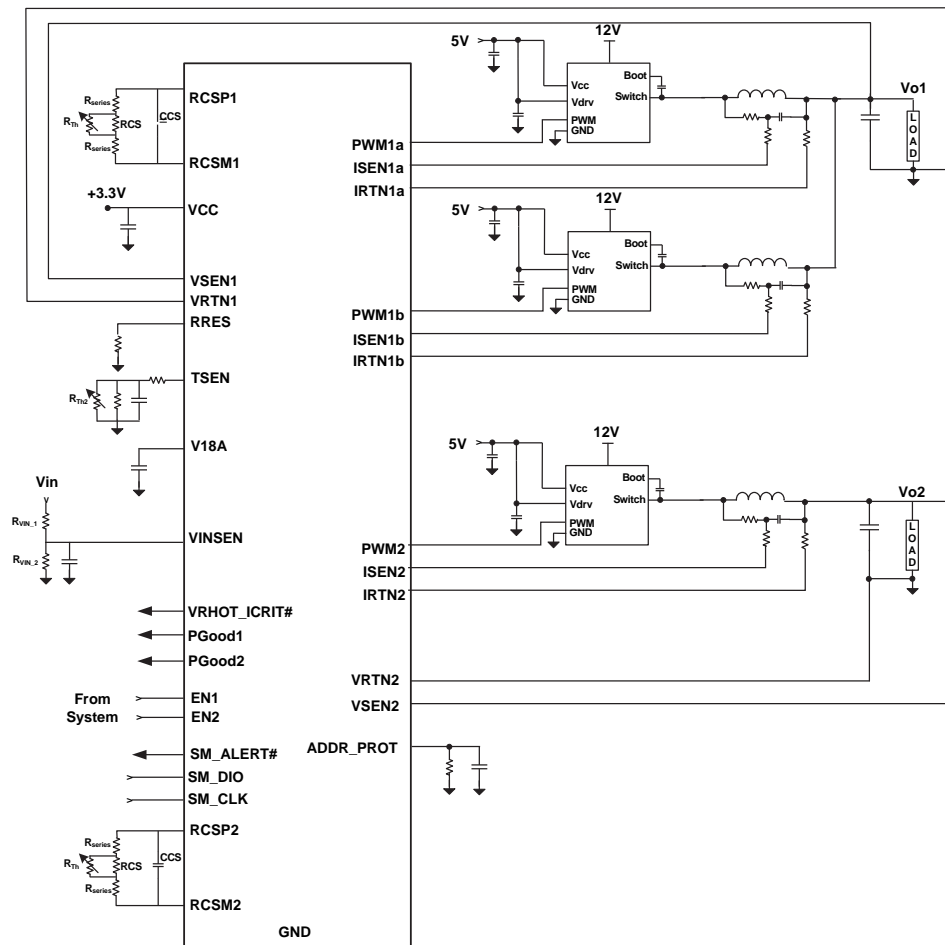 12V
5V
Vcc
Vdrv
PWM
GND
Boot
Switch
Vo1
LOAD
RCSP1
Rseries
RTh
RCS
CCS
Rseries
RCSM1
PWM1a
ISEN1a
IRTN1a
+3.3V
VCC
12V
5V
Vcc
Vdrv
PWM
GND
Boot
Switch
VSEN1
VRTN1
RRES
PWM1b
ISEN1b
IRTN1b
TSEN
RTh2
V18A
12V
5V
Vcc
Vdrv
PWM
GND
Boot
Switch
Vo2
LOAD
Vin
RVIN_1
VINSEN
RVIN_2
PWM2
ISEN2
IRTN2
VRHOT_ICRIT#
PGood1
PGood2
VRTN2
VSEN2
From
System
EN1
EN2
ADDR_PROT
SM_ALERT#
SM_DIO
SM_CLK
RCSP2
Rseries
RTh
RCS
CCS
Rseries
RCSM2
GND